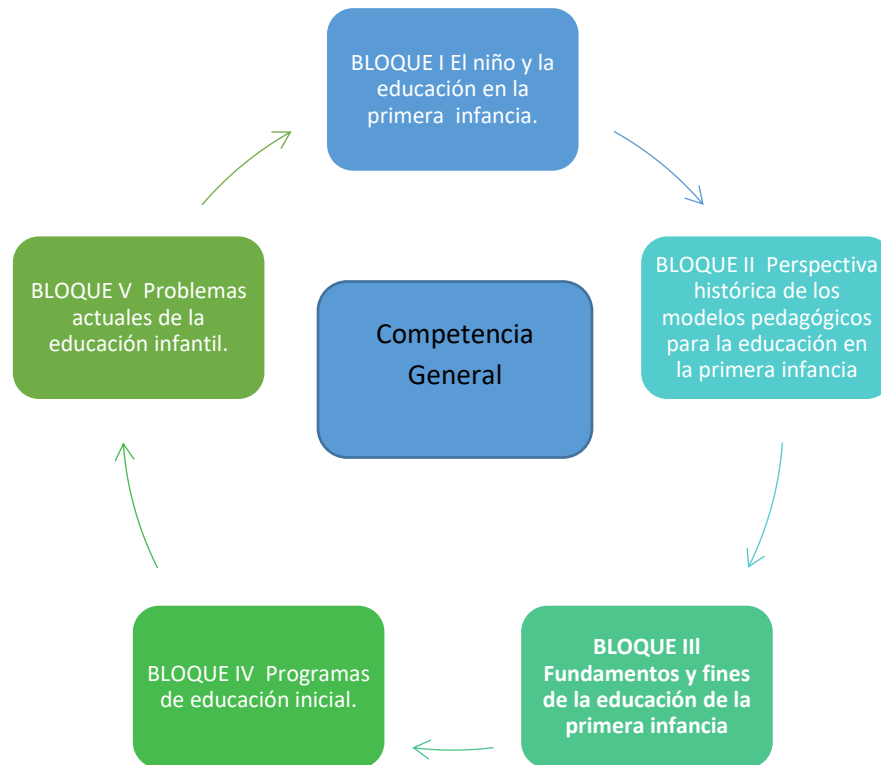 BLOQUE I El niño y la
educación en la
primera infancia.
BLOQUE II Perspectiva
histórica de los
modelos pedagógicos
para la educación en
la primera infancia
BLOQUE IIl
Fundamentos y fines
de la educación de la
primera infancia
BLOQUE IV Programas
de educación inicial.
BLOQUE V Problemas
actuales de la
educación infantil.
Competencia
General